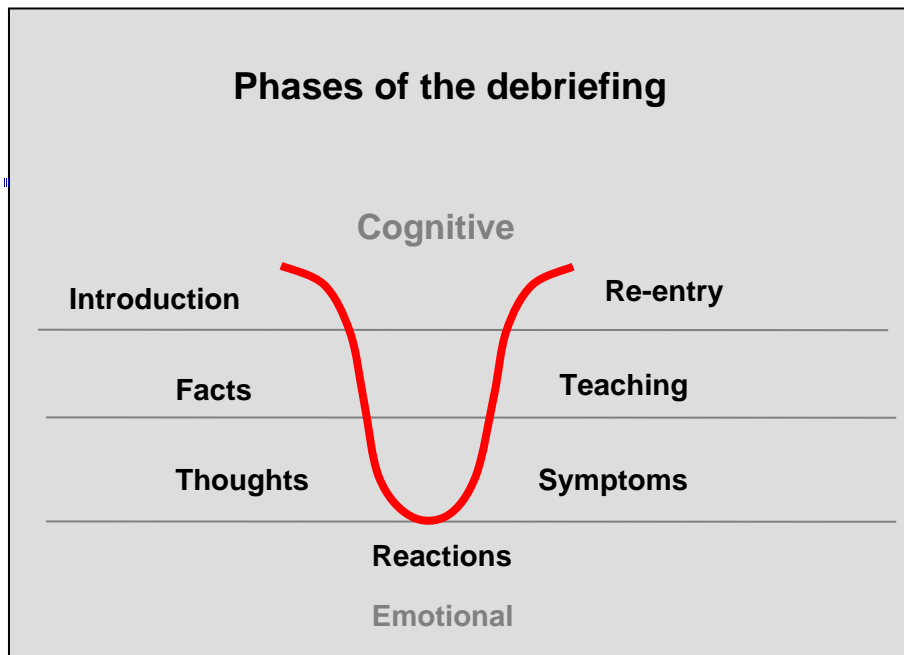 Phases of the debriefing
Cognitive
Introduction
Re-entry
Facts
Teaching
Thoughts
Symptoms
Reactions
Emotional